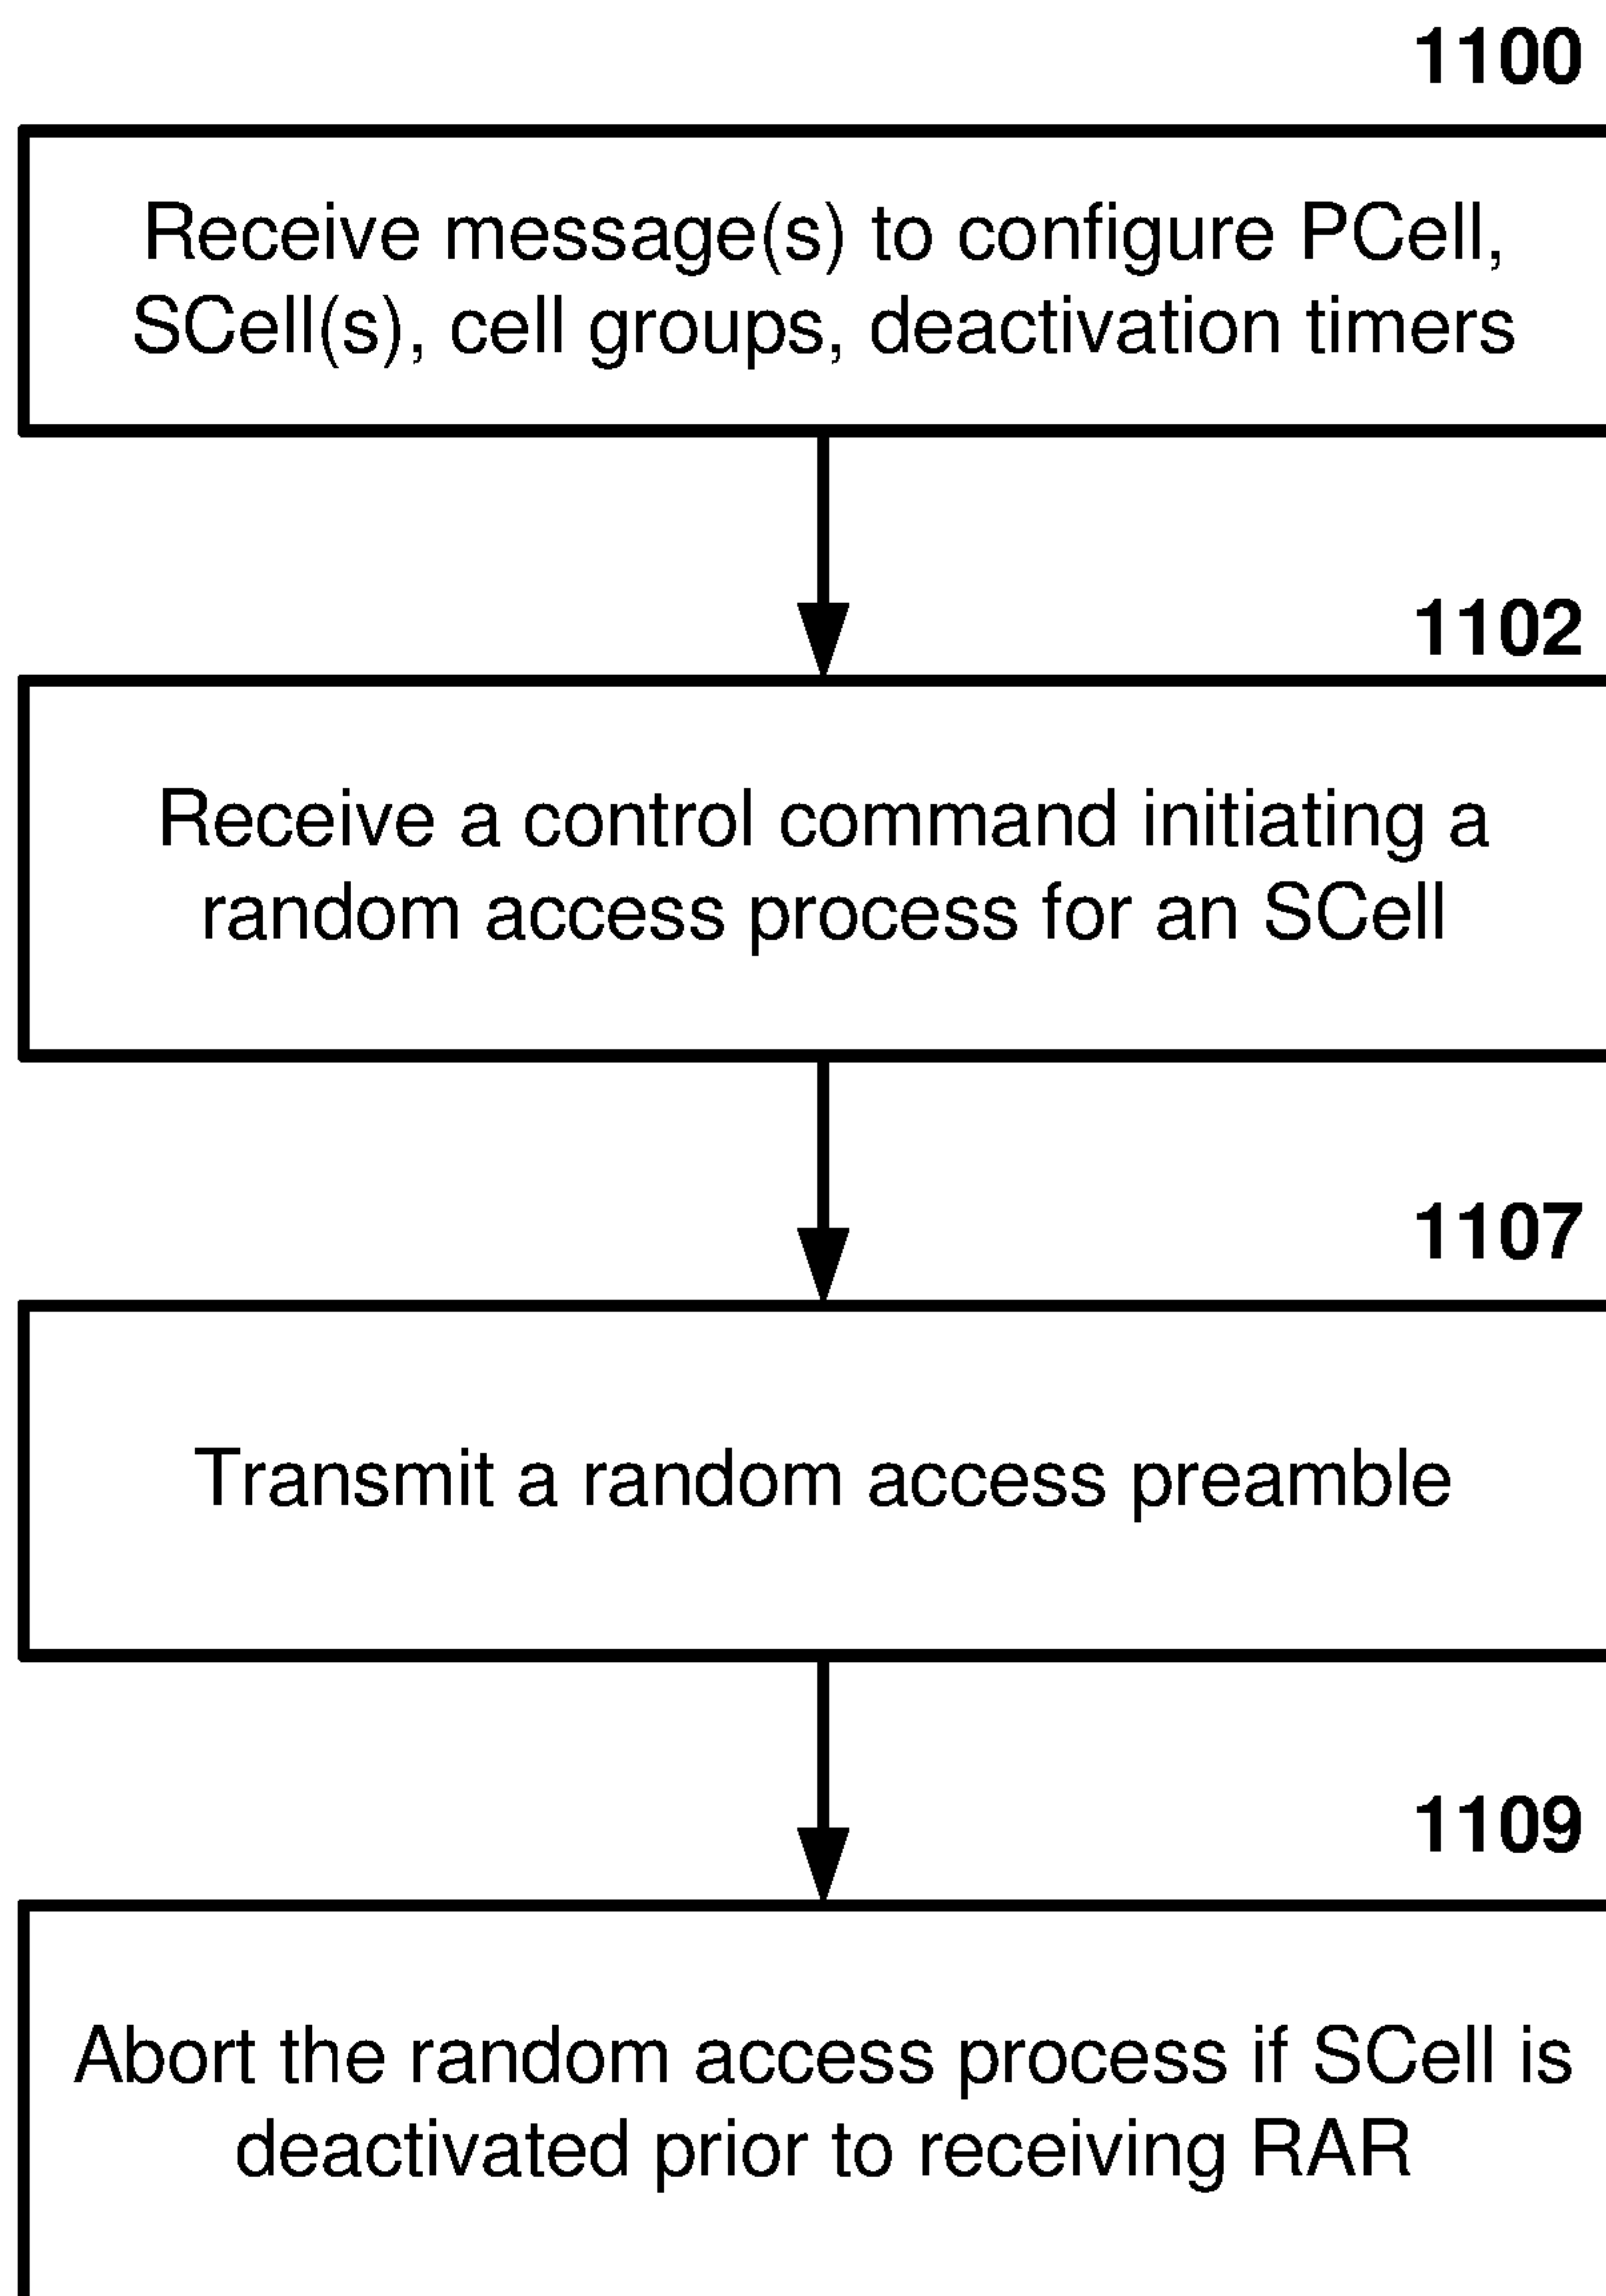 1100
Receive message(s) to configure PCell,
SCell(s), cell groups, deactivation timers
1102
Receive a control command initiating a
random access process for an SCell
1107
Transmit a random access preamble
1109
Abort the random access process if SCell is
deactivated prior to receiving RAR